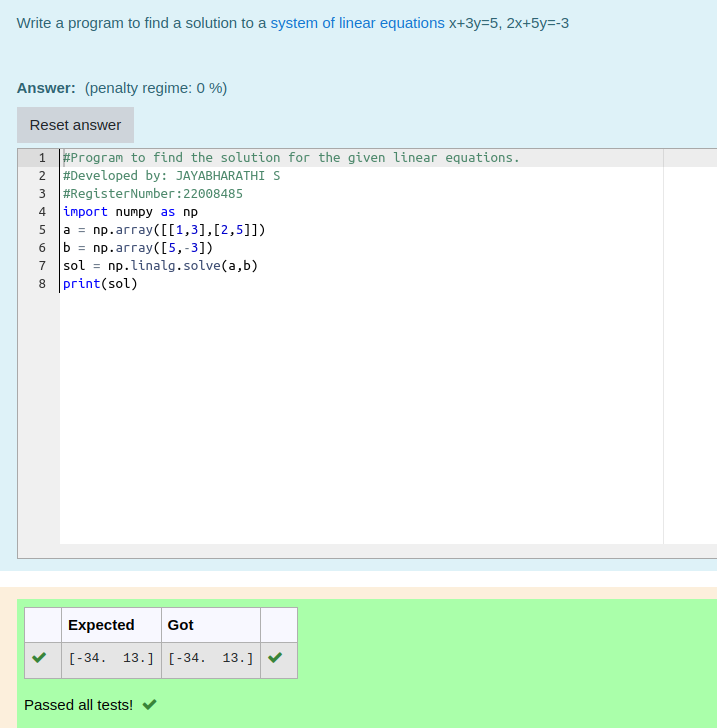 Write a program to find a solution to a system of linear equations x+3y=5, 2x+5y=-3
Answer: (penalty regime: 0 %)
Reset answer
1 #Program to find the solution for the given linear equations.
2 #Developed by: JAYABHARATHI S
3 #RegisterNumber:22008485
4 import numpy as np
5 a = np.array([[1,3],[2,5]])
6 b = np.array([5,-3])
7 sol = np.linalg.solve(a,b)
8 print(sol)
Expected Got
[-34.  13.] [-34.  13.]
Passed all tests!